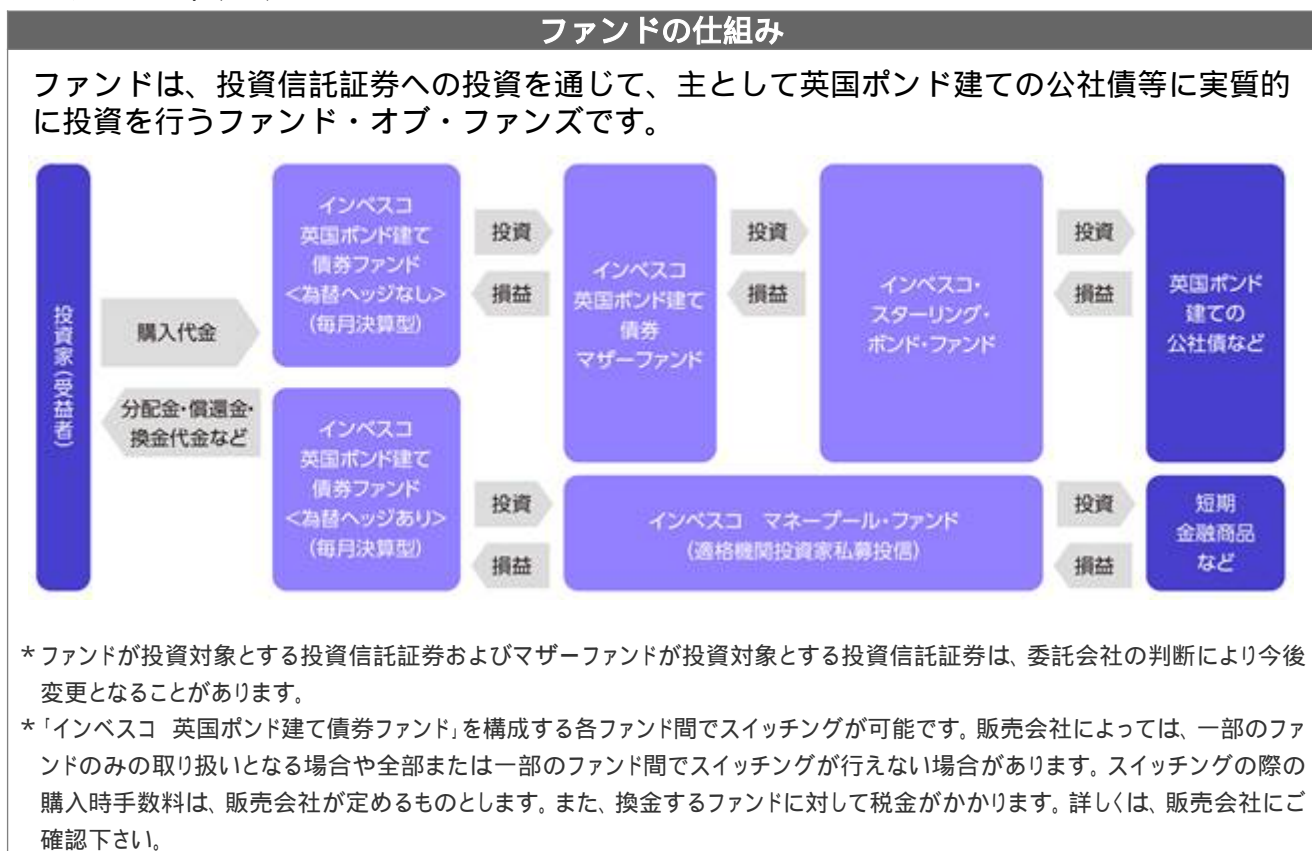 ファンドの仕組み
ファンドは、投資信託証券への投資を通じて、主として英国ポンド建ての公社債等に実質的
に投資を行うファンド・オブ・ファンズです。
投資家(受益者)
購入代金
分配金・償還金・
換金代金など
インベスコ
英国ポンド建て
債券ファンド
<為替ヘッジなし>
(毎月決算型)
インベスコ
英国ポンド建て
債券ファンド
<為替ヘッジあり>
(毎月決算型)
投資
損益
投資
損益
インベスコ
英国ポンド建て
債券
マザーファンド
投資
損益
インベスコ・
スターリング・
ボンド・ファンド
インベスコ マネープール・ファンド
(適格機関投資家私募投信)
投資
損益
投資
損益
英国ポンド
建ての
公社債など
短期
金融商品
など
*ファンドが投資対象とする投資信託証券およびマザーファンドが投資対象とする投資信託証券は、委託会社の判断により今後
変更となることがあります。
*「インベスコ 英国ポンド建て債券ファンド」を構成する各ファンド間でスイッチングが可能です。販売会社によっては、一部のファ
ンドのみの取り扱いとなる場合や全部または一部のファンド間でスイッチングが行えない場合があります。スイッチングの際の
購入時手数料は、販売会社が定めるものとします。また、換金するファンドに対して税金がかかります。詳しくは、販売会社にご
確認下さい。